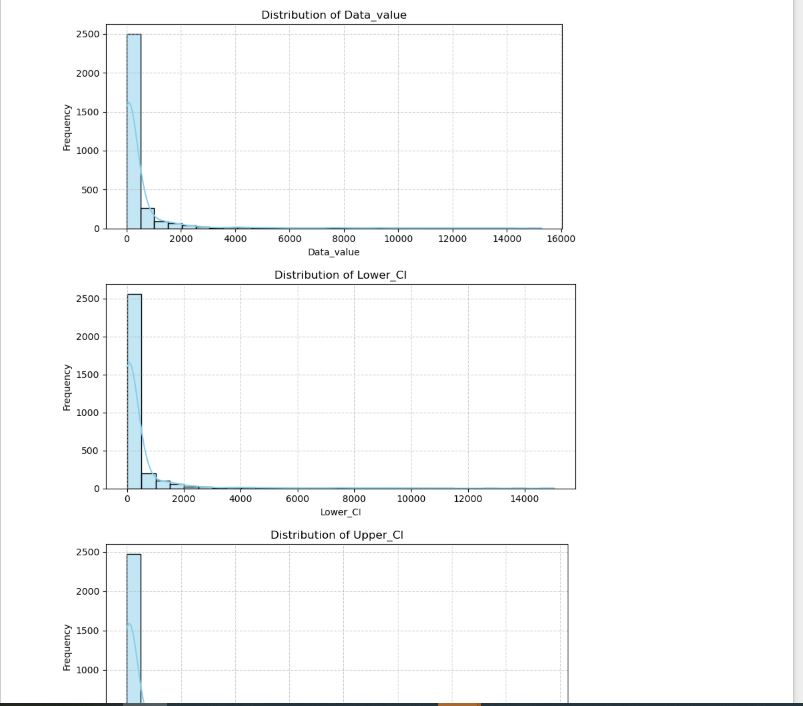 Distribution of Data_value
2500
2000
1500
1000
500
0
Frequency
0 2000 4000 6000 8000 10000 12000 14000 16000
Data_value
Distribution of Lower_CI
2500
2000
1500
1000
500
0
Frequency
0 2000 4000 6000 8000 10000 12000 14000
Lower_CI
Distribution of Upper_CI
2500
2000
1500
1000
Frequency